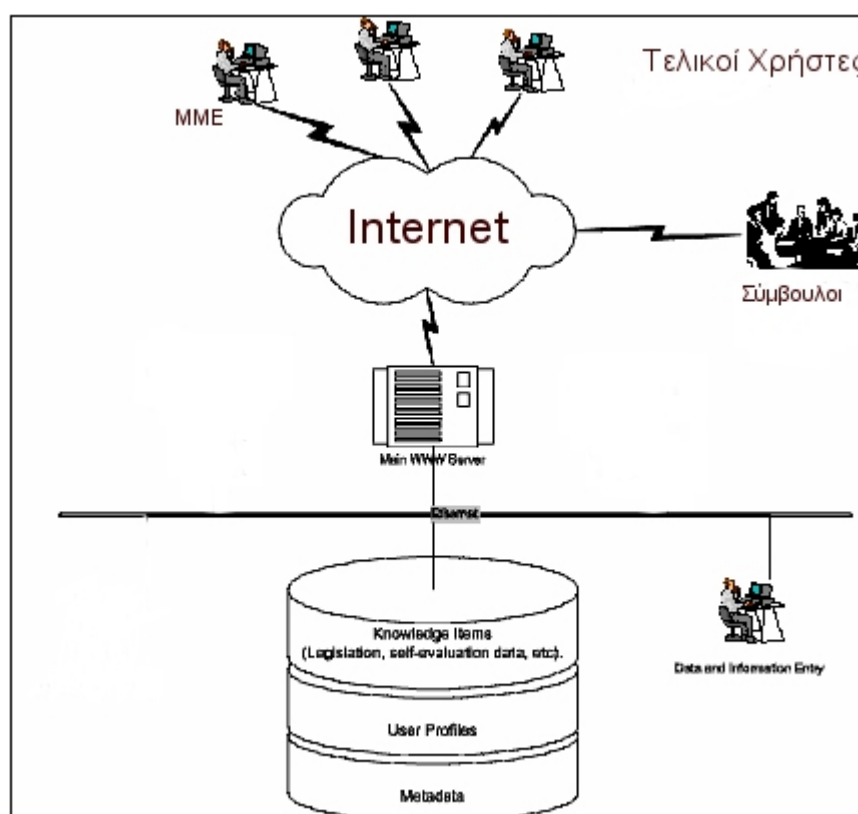 Τελικοί Χρήστες
ΜΜΕ
Internet
Σύμβουλοι
Main WWW Server
Ethernet
Knowledge Items
(Legislation, self-evaluation data, etc).
Data and Information Entry
User Profiles
Metadata